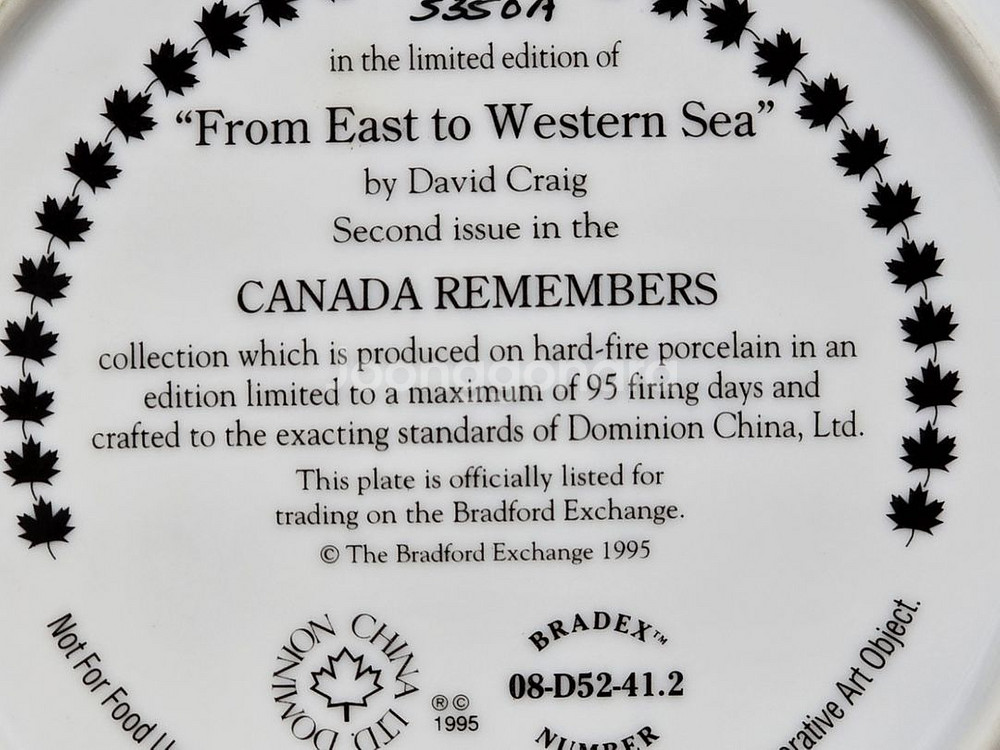 5350A
in the limited edition of
“From East to Western Sea”
by David Craig
Second issue in the
CANADA REMEMBERS
collection which is produced on hard-fire porcelain in an
edition limited to a maximum of 95 firing days and
crafted to the exacting standards of Dominion China, Ltd.
This plate is officially listed for
trading on the Bradford Exchange.
© The Bradford Exchange 1995
Not For Food
Art Object.
DOMINION CHINA LTD.
® © 1995
BRADEX™
08-D52-41.2
NUMBER